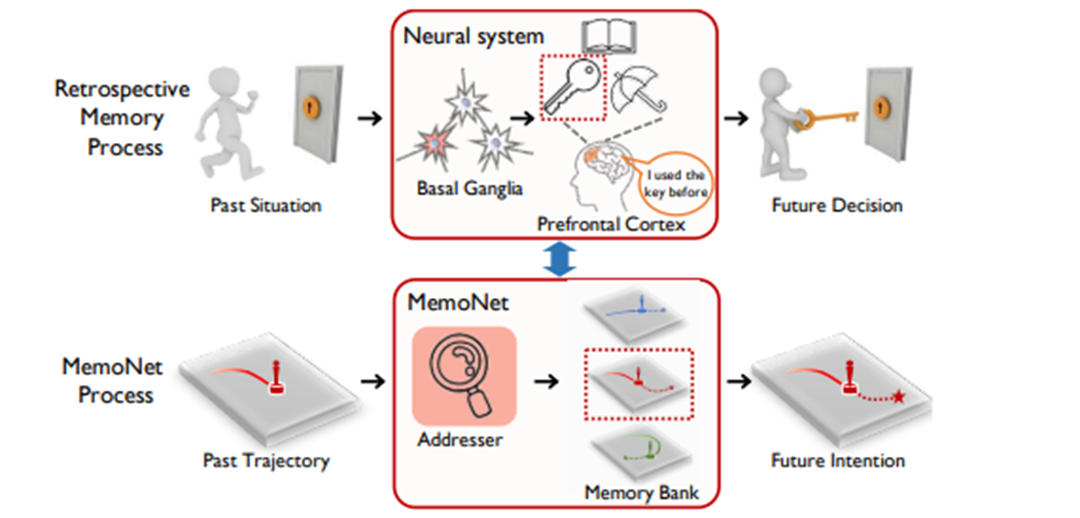 Neural system
Retrospective
Memory
Process
I used the
key before
Basal Ganglia
Past Situation
Prefrontal Cortex
Future Decision
MemoNet
MemoNet
Process
Addresser
Past Trajectory
Future Intention
Memory Bank